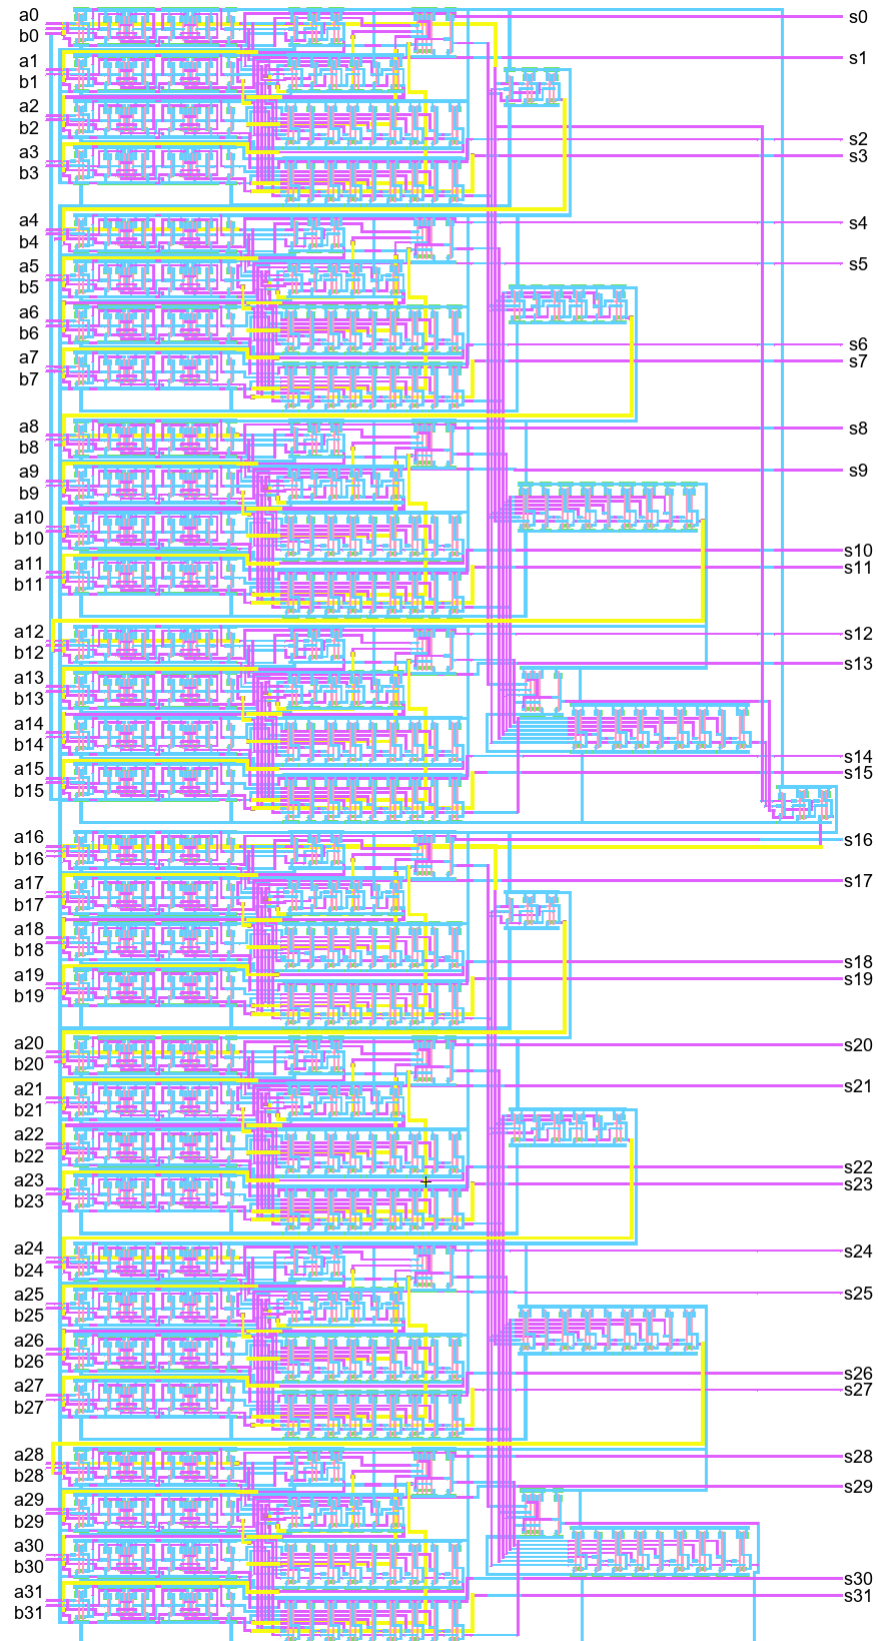 a0 s0
b0
a1 s1
b1
a2
b2 s2
a3 s3
b3
a4 s4
b4
a5 s5
b5
a6
b6 s6
a7 s7
b7
a8 s8
b8
a9 s9
b9
a10
b10 s10
a11 s11
b11
a12 s12
b12 s13
a13
b13
a14
b14 s14
a15 s15
b15
a16 s16
b16
a17 s17
b17
a18
b18 s18
a19 s19
b19
a20 s20
b20
a21 s21
b21
a22
b22 s22
a23 s23
b23
a24 s24
b24
a25 s25
b25
a26
b26 s26
a27 s27
b27
a28 s28
b28 s29
a29
b29
a30
b30 s30
a31 s31
b31